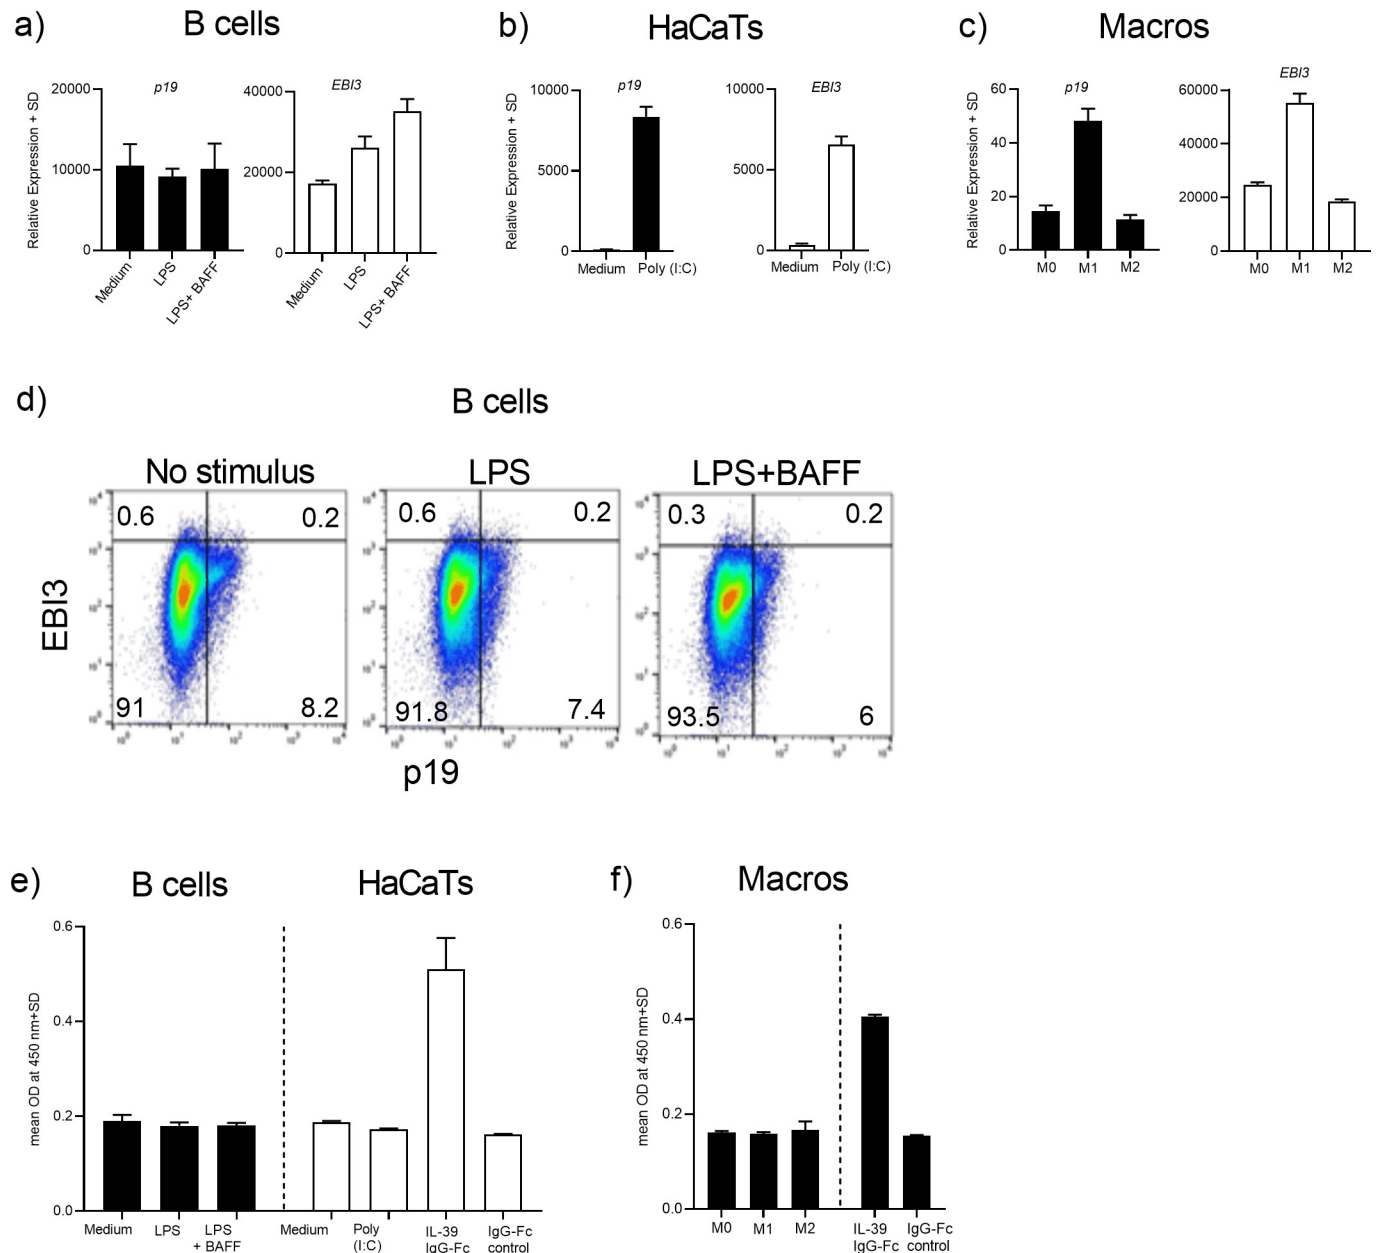 a) B cells
b) HaCaTs
c) Macros
p19
EBI3
p19
EBI3
p19
EBI3
Relative Expression + SD
20000
10000
0
40000
20000
0
Medium
LPS
LPS+ BAFF
Medium
LPS
LPS+ BAFF
Relative Expression + SD
10000
5000
0
10000
5000
0
Medium Poly (I:C)
Medium Poly (I:C)
Relative Expression + SD
60
40
20
0
60000
40000
20000
0
M0 M1 M2
M0 M1 M2
d) B cells
No stimulus
LPS
LPS+BAFF
EBI3
0.6 0.2
91 8.2
0.6 0.2
91.8 7.4
0.3 0.2
93.5 6
p19
e) B cells HaCaTs
mean OD at 450 nm+SD
0.6
0.4
0.2
0.0
Medium
LPS
LPS
+ BAFF
Medium
Poly
(I:C)
IL-39
IgG-Fc
IgG-Fc
control
f) Macros
mean OD at 450 nm+SD
0.6
0.4
0.2
0.0
M0 M1 M2
IL-39
IgG-Fc
IgG-Fc
control